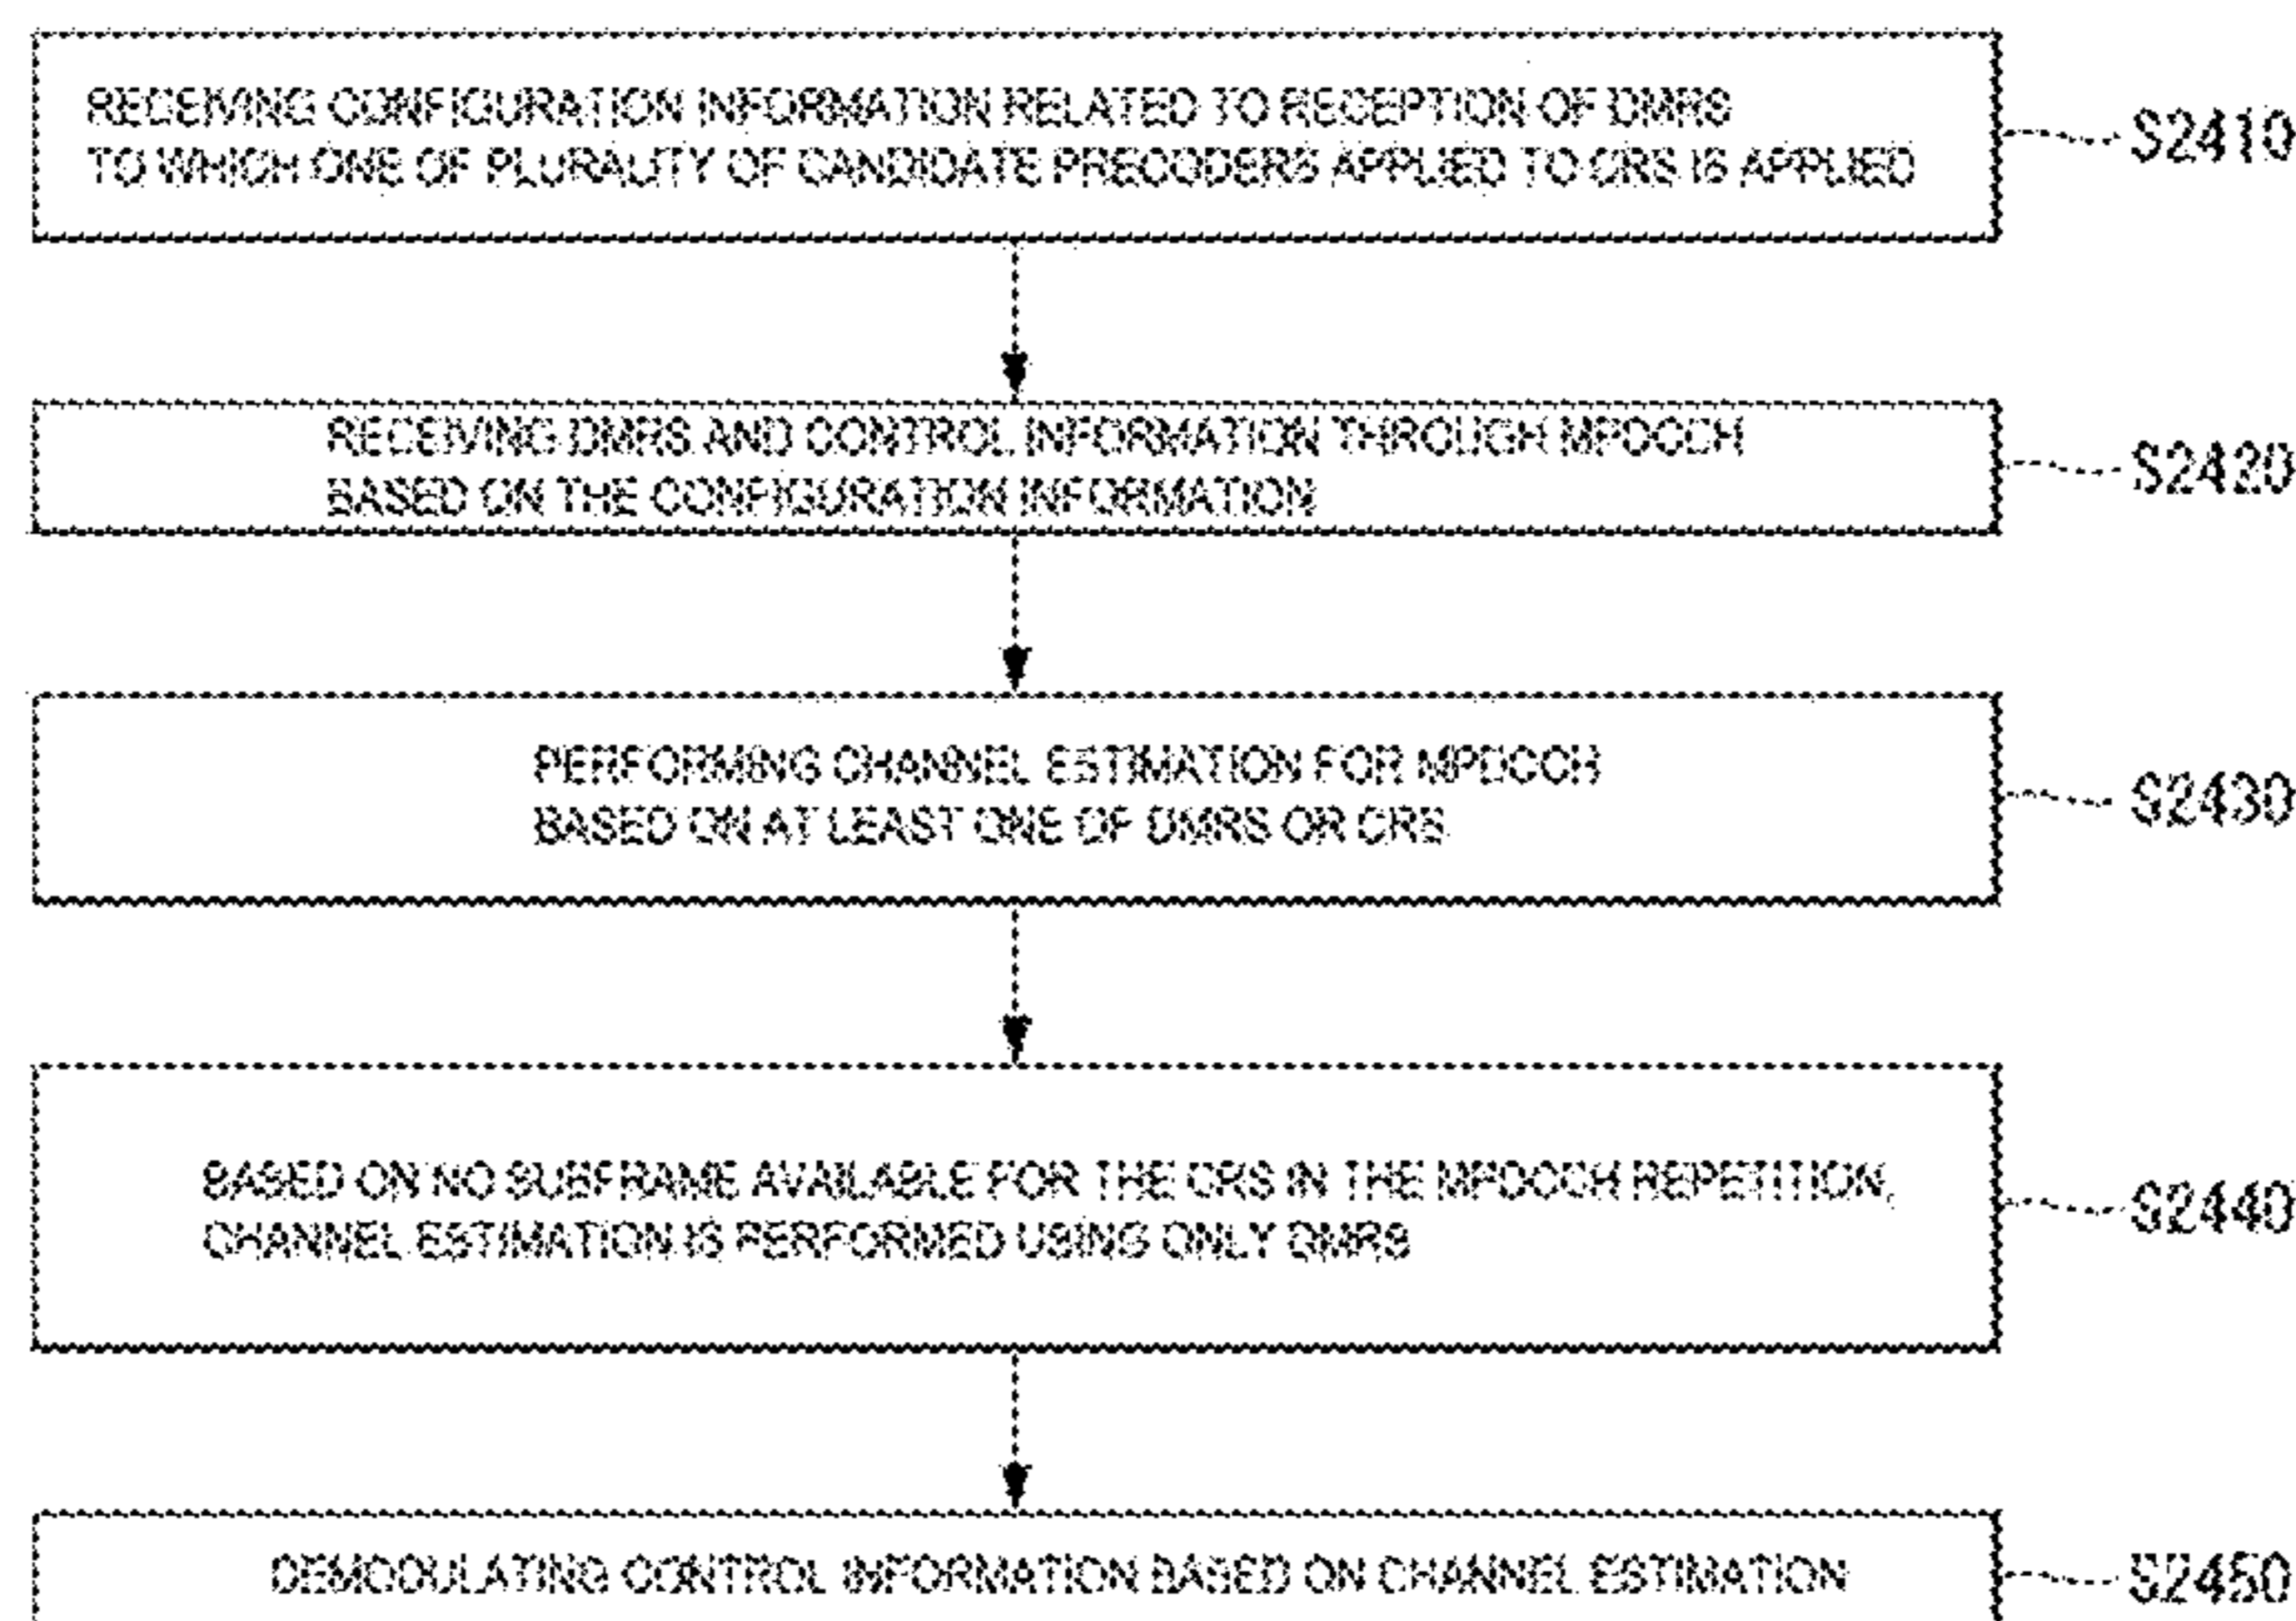 RECEIVING CONFIGURATION INFORMATION RELATED TO RECEPTION OF DMRS
TO WHICH ONE OF PLURALITY OF CANDIDATE PRECODERS APPLIED TO CRS IS APPLIED
S2410
RECEIVING DMRS AND CONTROL INFORMATION THROUGH MPDCCH
BASED ON THE CONFIGURATION INFORMATION
S2420
PERFORMING CHANNEL ESTIMATION FOR MPDCCH
BASED ON AT LEAST ONE OF DMRS OR CRS
S2430
BASED ON NO SUBFRAME AVAILABLE FOR THE CRS IN THE MPDCCH REPETITION,
CHANNEL ESTIMATION IS PERFORMED USING ONLY DMRS
S2440
DEMODULATING CONTROL INFORMATION BASED ON CHANNEL ESTIMATION
S2450